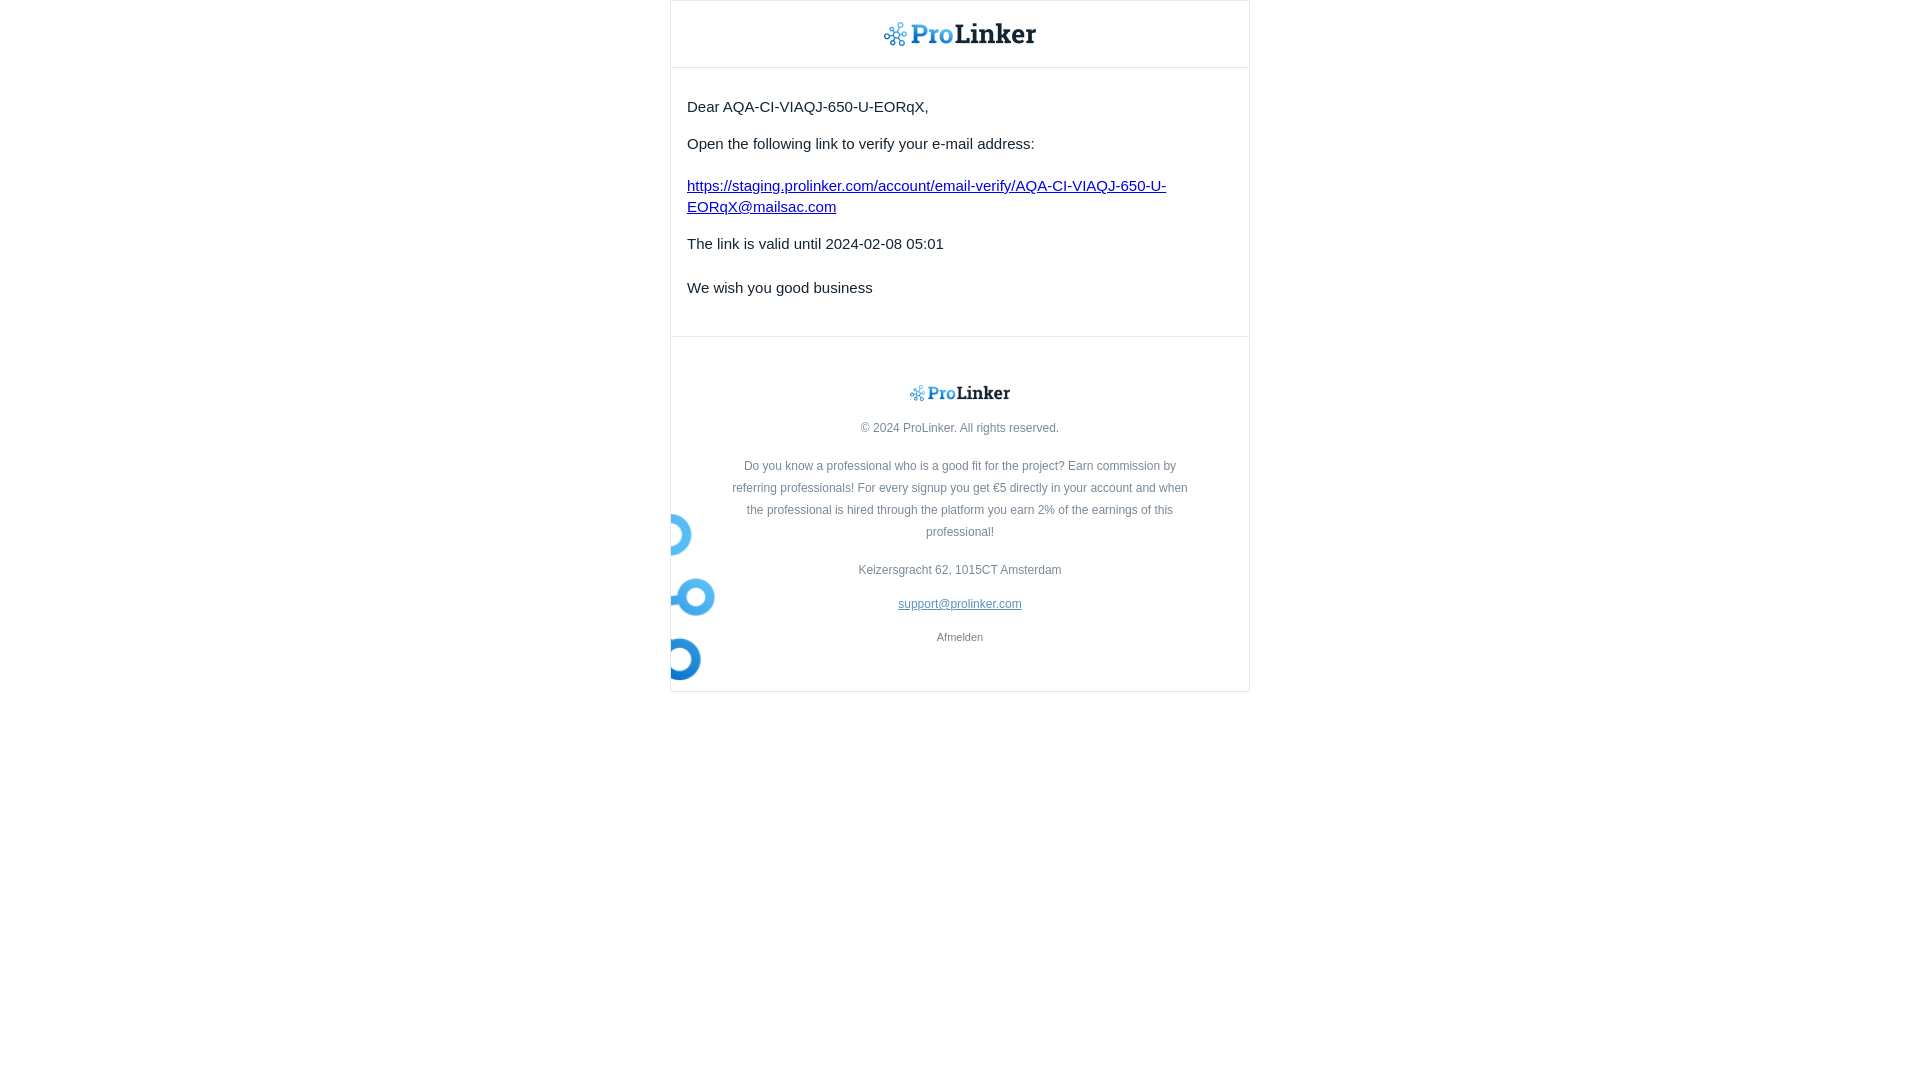 ProLinker
Dear AQA-CI-VIAQJ-650-U-EORqX,
Open the following link to verify your e-mail address:
https://staging.prolinker.com/account/email-verify/AQA-CI-VIAQJ-650-U-
EORqX@mailsac.com
The link is valid until 2024-02-08 05:01
We wish you good business
ProLinker
© 2024 ProLinker. All rights reserved.
Do you know a professional who is a good fit for the project? Earn commission by
referring professionals! For every signup you get €5 directly in your account and when
the professional is hired through the platform you earn 2% of the earnings of this
professional!
Keizersgracht 62, 1015CT Amsterdam
support@prolinker.com
Afmelden